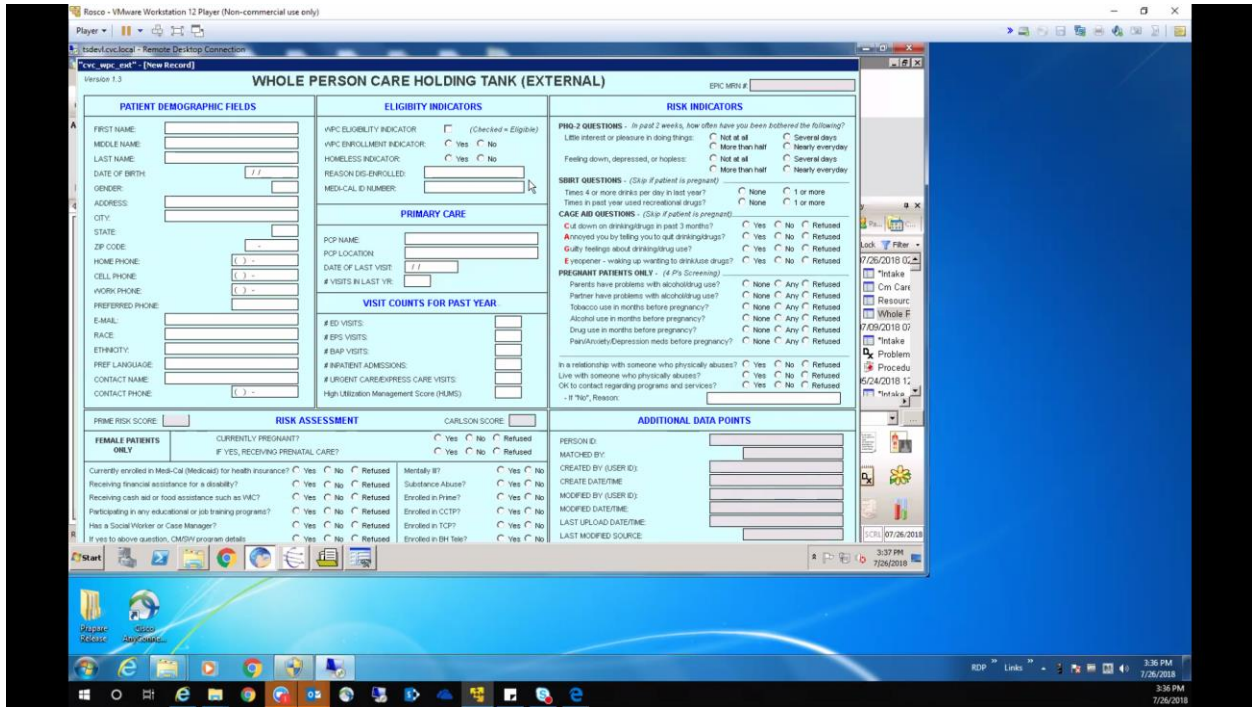 Rosco - VMware Workstation 12 Player (Non-commercial use only)
Player
tsdevl.cvc.local - Remote Desktop Connection
"cvc_wpc_ext" - [New Record]
Version 1.3
WHOLE PERSON CARE HOLDING TANK (EXTERNAL)
EPIC MRN #:
PATIENT DEMOGRAPHIC FIELDS
FIRST NAME:
MIDDLE NAME:
LAST NAME:
DATE OF BIRTH: / /
GENDER:
ADDRESS:
CITY:
STATE:
ZIP CODE: -
HOME PHONE: ( ) -
CELL PHONE: ( ) -
WORK PHONE: ( ) -
PREFERRED PHONE:
E-MAIL:
RACE:
ETHNICITY:
PREF LANGUAGE:
CONTACT NAME:
CONTACT PHONE: ( ) -
ELIGIBITY INDICATORS
WPC ELIGIBILITY INDICATOR (Checked = Eligible)
WPC ENROLLMENT INDICATOR: Yes No
HOMELESS INDICATOR: Yes No
REASON DIS-ENROLLED:
MEDI-CAL ID NUMBER:
PRIMARY CARE
PCP NAME:
PCP LOCATION:
DATE OF LAST VISIT: / /
# VISITS IN LAST YR:
VISIT COUNTS FOR PAST YEAR
# ED VISITS:
# EPS VISITS:
# BAP VISITS:
# INPATIENT ADMISSIONS:
# URGENT CARE/EXPRESS CARE VISITS:
High Utilization Management Score (HUMS):
RISK INDICATORS
PHQ-2 QUESTIONS - In past 2 weeks, how often have you been bothered the following?
Little interest or pleasure in doing things: Not at all Several days
More than half Nearly everyday
Feeling down, depressed, or hopless: Not at all Several days
More than half Nearly everyday
SBIRT QUESTIONS - (Skip if patient is pregnant)
Times 4 or more drinks per day in last year? None 1 or more
Times in past year used recreational drugs? None 1 or more
CAGE AID QUESTIONS - (Skip if patient is pregnant)
Cut down on drinking/drugs in past 3 months? Yes No Refused
Annoyed you by telling you to quit drinking/drugs? Yes No Refused
Guilty feelings about drinking/drug use? Yes No Refused
Eyeopener - waking up wanting to drink/use drugs? Yes No Refused
PREGNANT PATIENTS ONLY - (4 P's Screening)
Parents have problems with alcohol/drug use? None Any Refused
Partner have problems with alcohol/drug use? None Any Refused
Tobacco use in months before pregnancy? None Any Refused
Alcohol use in months before pregnancy? None Any Refused
Drug use in months before pregnancy? None Any Refused
Pain/Anxiety/Depression meds before pregnancy? None Any Refused
In a relationship with someone who physically abuses? Yes No Refused
Live with someone who physically abuses? Yes No Refused
OK to contact regarding programs and services? Yes No Refused
- If "No", Reason:
PRIME RISK SCORE: RISK ASSESSMENT CARLSON SCORE:
FEMALE PATIENTS ONLY
CURRENTLY PREGNANT? Yes No Refused
IF YES, RECEIVING PRENATAL CARE? Yes No Refused
Currently enrolled in Medi-Cal (Medicaid) for health insurance? Yes No Refused
Receiving financial assistance for a disability? Yes No Refused
Receiving cash aid or food assistance such as WIC? Yes No Refused
Participating in any educational or job training programs? Yes No Refused
Has a Social Worker or Case Manager? Yes No Refused
If yes to above question, CM/SW program details Yes No Refused
Mentally Ill? Yes No
Substance Abuse? Yes No
Enrolled in Prime? Yes No
Enrolled in CCTP? Yes No
Enrolled in TCP? Yes No
Enrolled in BH Tele? Yes No
ADDITIONAL DATA POINTS
PERSON ID:
MATCHED BY:
CREATED BY (USER ID):
CREATE DATE/TIME
MODIFIED BY (USER ID):
MODIFIED DATE/TIME:
LAST UPLOAD DATE/TIME:
LAST MODIFIED SOURCE:
Pa...
C...
Lock Filter
7/26/2018 02
*Intake
Cm Care
Resourc
Whole F
7/09/2018 07
*Intake
Problem
Procedu
5/24/2018 12
*Intake
SCRL 07/26/2018
Start
3:37 PM
7/26/2018
Prepare Release
Cisco AnyConne...
RDP Links
3:36 PM
7/26/2018
3:36 PM
7/26/2018